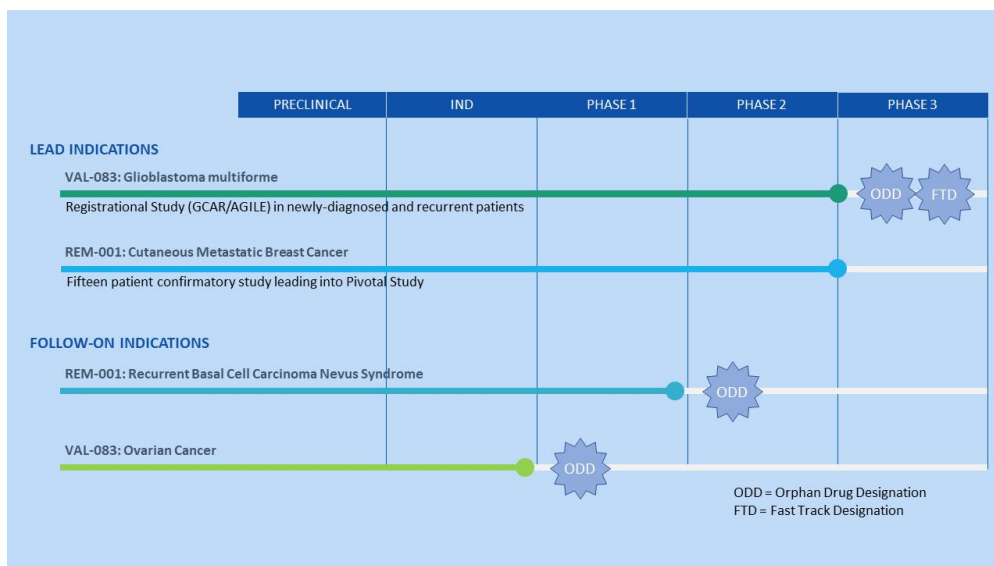 PRECLINICAL IND PHASE 1 PHASE 2 PHASE 3
LEAD INDICATIONS
VAL-083: Glioblastoma multiforme
ODD FTD
Registrational Study (GCAR/AGILE) in newly-diagnosed and recurrent patients
REM-001: Cutaneous Metastatic Breast Cancer
Fifteen patient confirmatory study leading into Pivotal Study
FOLLOW-ON INDICATIONS
REM-001: Recurrent Basal Cell Carcinoma Nevus Syndrome
ODD
VAL-083: Ovarian Cancer
ODD
ODD = Orphan Drug Designation
FTD = Fast Track Designation